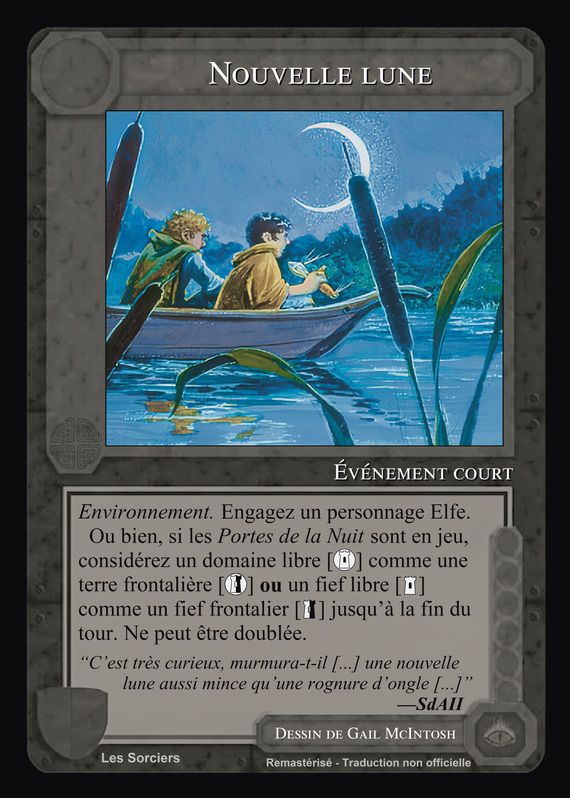 Nouvelle lune
Événement court
Environnement. Engagez un personnage Elfe.
Ou bien, si les Portes de la Nuit sont en jeu,
considérez un domaine libre [] comme une
terre frontalière [] ou un fief libre []
comme un fief frontalier [] jusqu'à la fin du
tour. Ne peut être doublée.
“C'est très curieux, murmura-t-il [...] une nouvelle
lune aussi mince qu'une rognure d'ongle [...]”
—SdAII
Dessin de Gail McIntosh
Les Sorciers
Remastérisé - Traduction non officielle